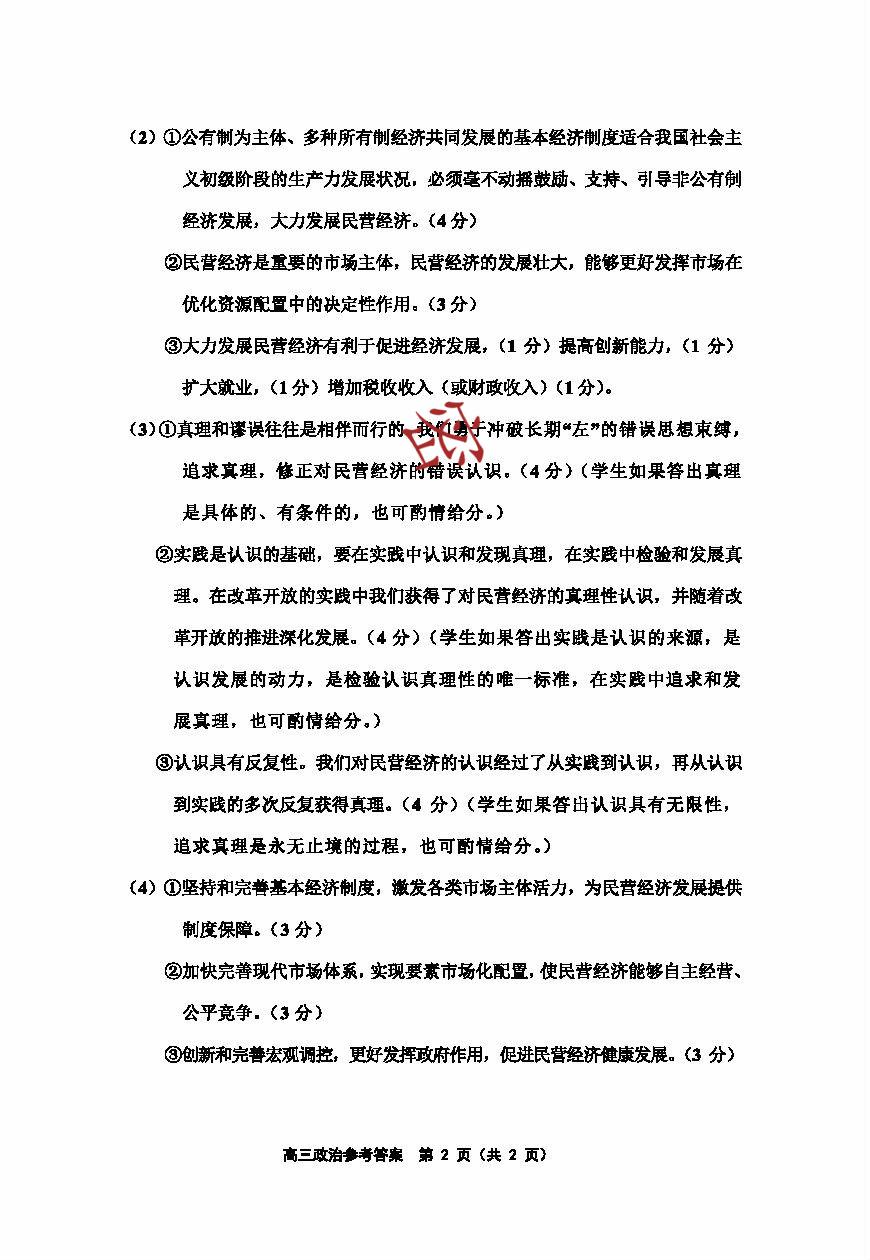 （2）①公有制为主体、多种所有制经济共同发展的基本经济制度适合我国社会主
义初级阶段的生产力发展状况，必须毫不动摇鼓励、支持、引导非公有制
经济发展，大力发展民营经济。（4分）
②民营经济是重要的市场主体，民营经济的发展壮大，能够更好发挥市场在
优化资源配置中的决定性作用。（3分）
③大力发展民营经济有利于促进经济发展，（1 分）提高创新能力，（1 分）
扩大就业，（1分）增加税收收入（或财政收入）（1分）。
（3）①真理和谬误往往是相伴而行的，我们勇于冲破长期“左”的错误思想束缚，
追求真理，修正对民营经济的错误认识。（4分）（学生如果答出真理
是具体的、有条件的，也可酌情给分。）
②实践是认识的基础，要在实践中认识和发现真理，在实践中检验和发展真
理。在改革开放的实践中我们获得了对民营经济的真理性认识，并随着改
革开放的推进深化发展。（4分）（学生如果答出实践是认识的来源，是
认识发展的动力，是检验认识真理性的唯一标准，在实践中追求和发
展真理，也可酌情给分。）
③认识具有反复性。我们对民营经济的认识经过了从实践到认识，再从认识
到实践的多次反复获得真理。（4 分）（学生如果答出认识具有无限性，
追求真理是永无止境的过程，也可酌情给分。）
（4）①坚持和完善基本经济制度，激发各类市场主体活力，为民营经济发展提供
制度保障。（3分）
②加快完善现代市场体系，实现要素市场化配置，使民营经济能够自主经营、
公平竞争。（3分）
③创新和完善宏观调控，更好发挥政府作用，促进民营经济健康发展。（3 分）
高三政治参考答案 第 2 页（共 2 页）